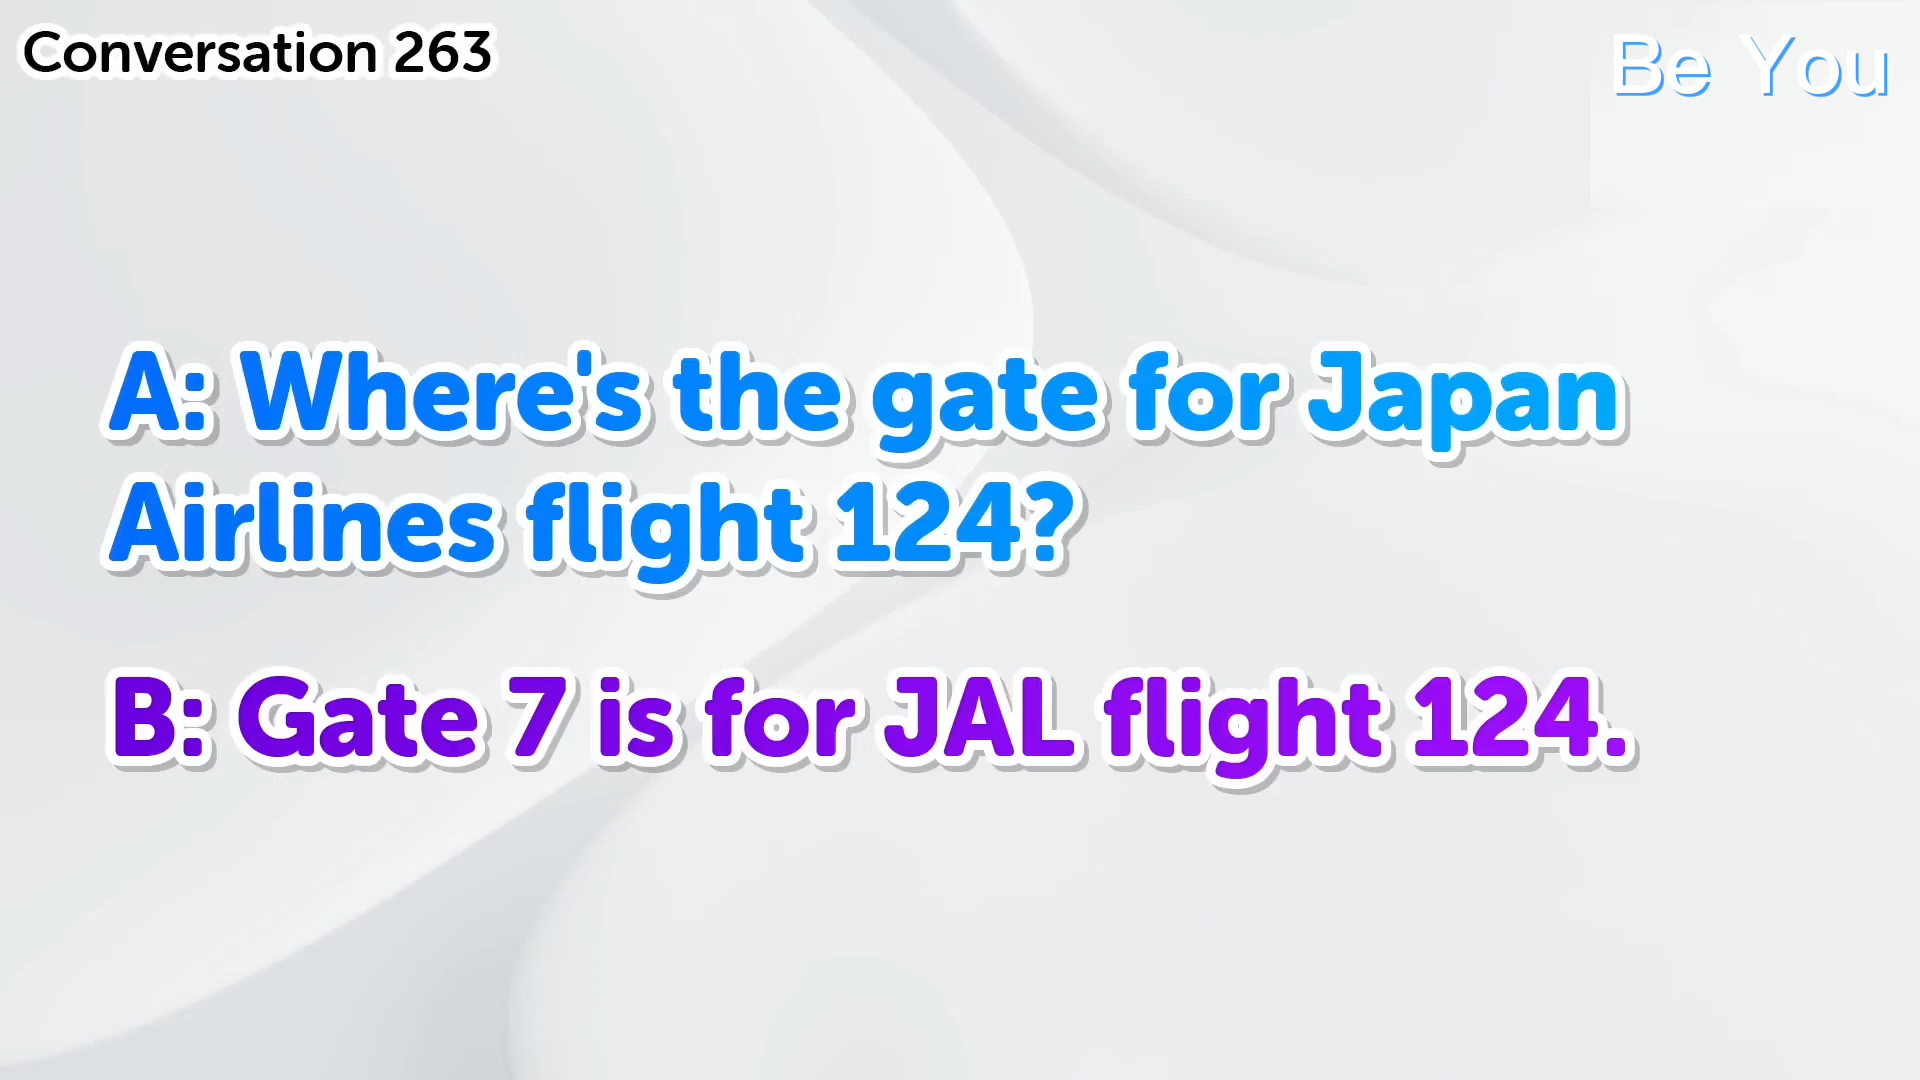 Conversation 263
Be You
A: Where's the gate for Japan
Airlines flight 124?
B: Gate 7 is for JAL flight 124.